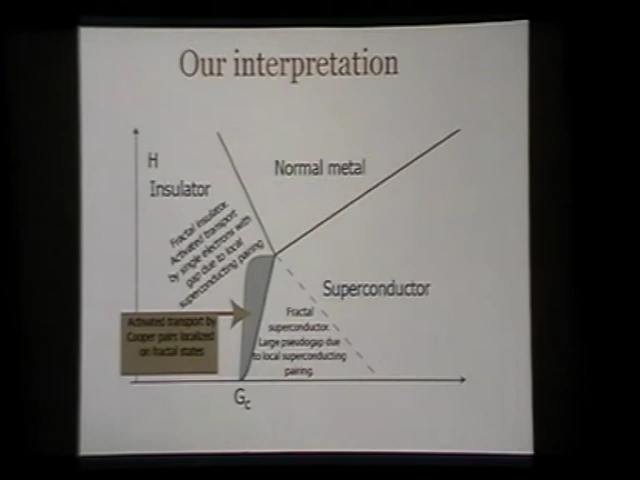 Our interpretation
H
Insulator
Normal metal
Fractal insulator.
Activated transport
by single electrons with
gap due to local
superconducting pairing
Superconductor
Activated transport by
Cooper pairs localized
on fractal states
Fractal
superconductor.
Large pseudogap due
to local superconducting
pairing.
Gc